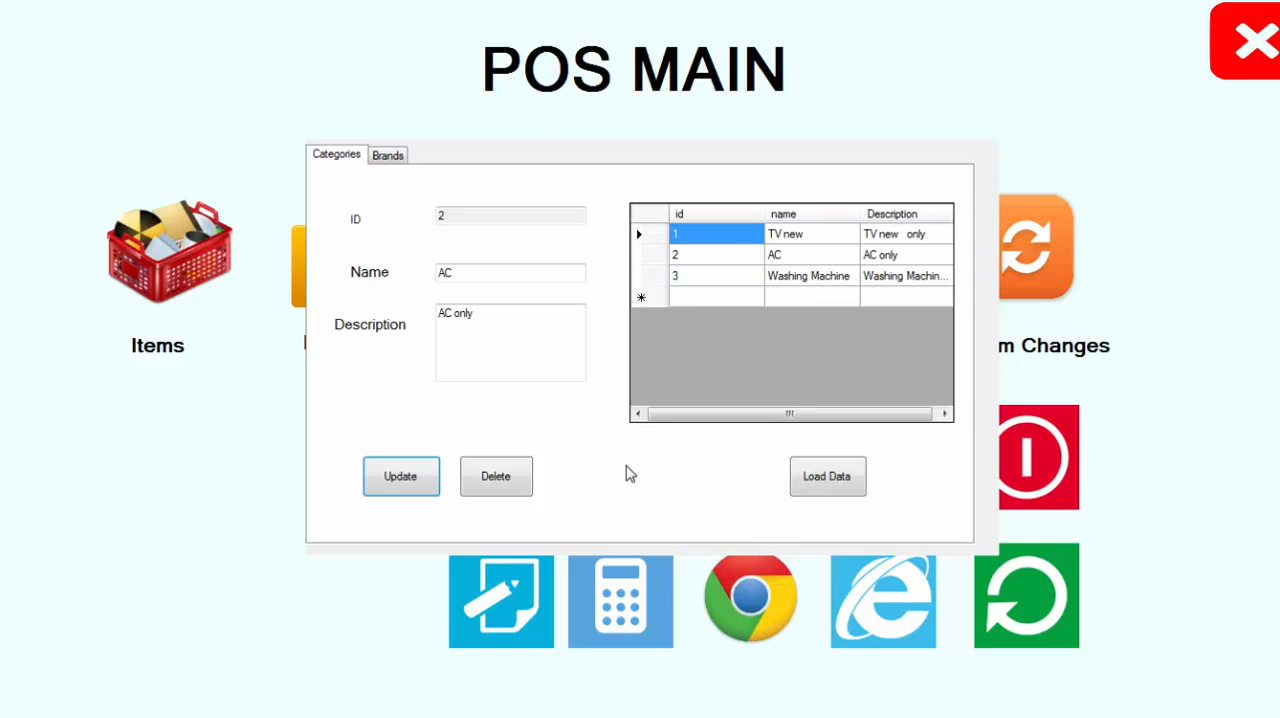 POS MAIN
Categories Brands
ID 2
Name AC
Description AC only
id name Description
1 TV new TV new only
2 AC AC only
3 Washing Machine Washing Machin...
Update Delete Load Data
Items
m Changes